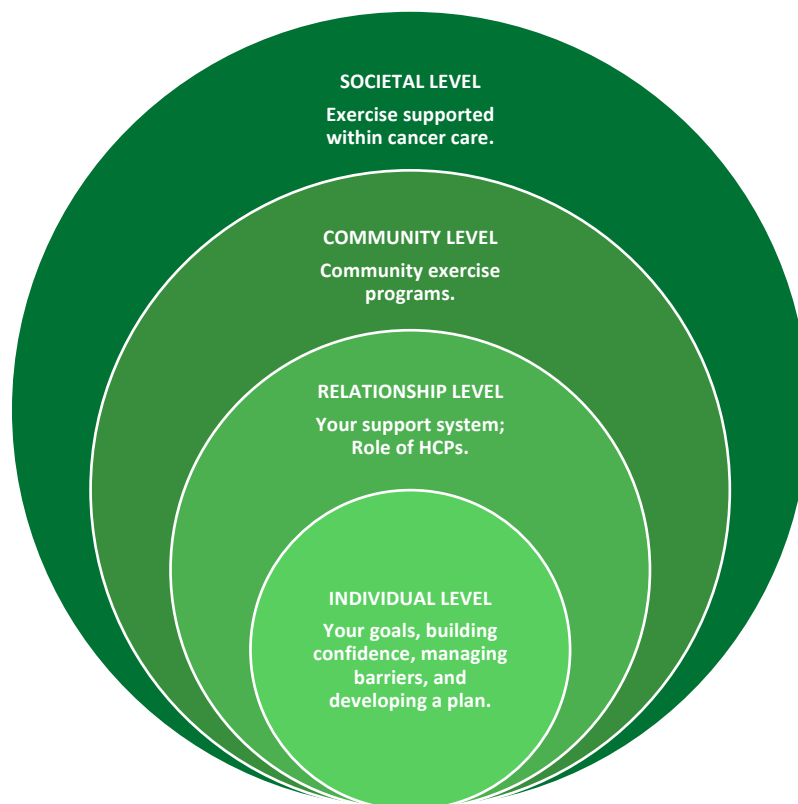 SOCIETAL LEVEL
Exercise supported
within cancer care.
COMMUNITY LEVEL
Community exercise
programs.
RELATIONSHIP LEVEL
Your support system;
Role of HCPs.
INDIVIDUAL LEVEL
Your goals, building
confidence, managing
barriers, and
developing a plan.